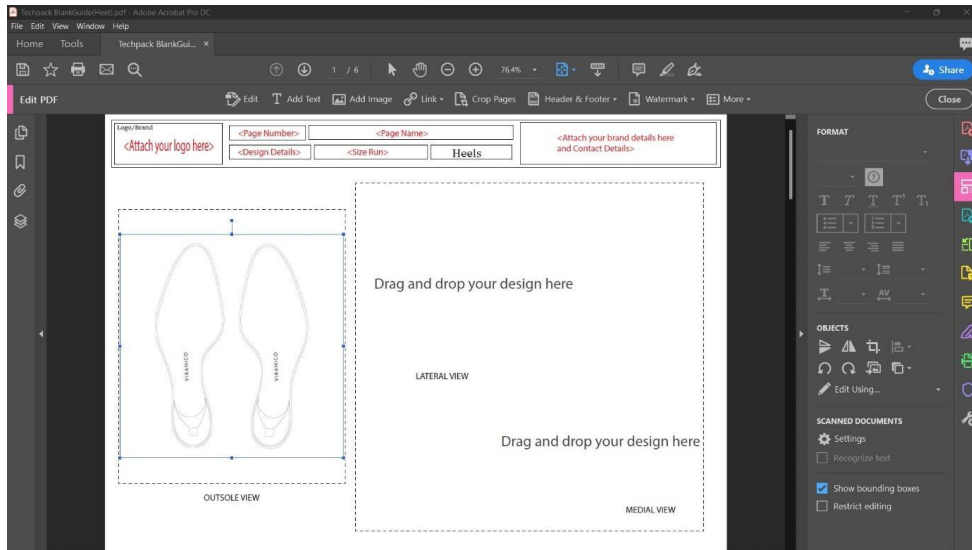 Techpack BlankGuide(Heel).pdf - Adobe Acrobat Pro DC
File Edit View Window Help
Home Tools Techpack BlankGui... ×
1 / 6 76.4%
Share
Edit PDF Edit Add Text Add Image Link Crop Pages Header & Footer Watermark More Close
Logo/Brand
<Attach your logo here>
<Page Number> <Page Name>
<Design Details> <Size Run> Heels
<Attach your brand details here
and Contact Details>
Drag and drop your design here
VIRANICO VIRANICO
LATERAL VIEW
Drag and drop your design here
OUTSOLE VIEW
MEDIAL VIEW
FORMAT
T T T T¹ T₁
T AV
OBJECTS
Edit Using...
SCANNED DOCUMENTS
Settings
Recognize text
Show bounding boxes
Restrict editing